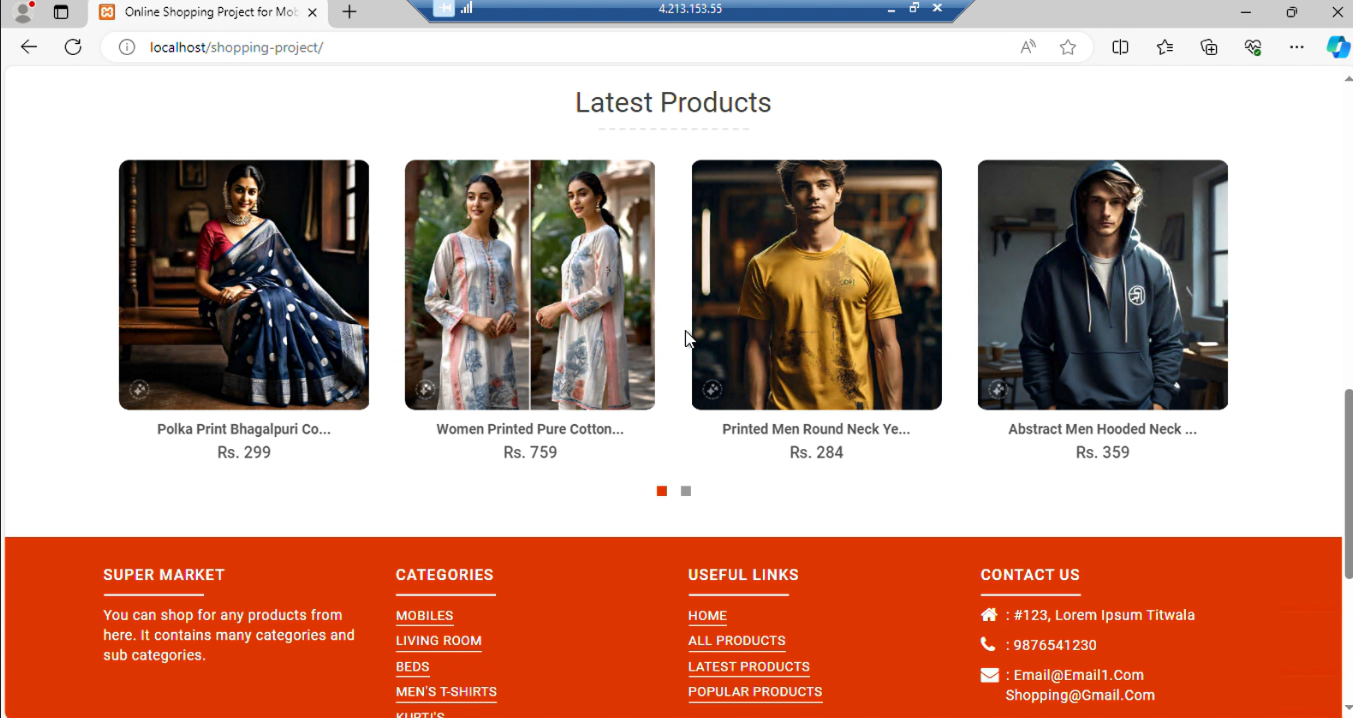 Online Shopping Project for Mob
4.213.153.55
localhost/shopping-project/
Latest Products
Polka Print Bhagalpuri Co...
Rs. 299
Women Printed Pure Cotton...
Rs. 759
Printed Men Round Neck Ye...
Rs. 284
Abstract Men Hooded Neck ...
Rs. 359
SUPER MARKET
You can shop for any products from
here. It contains many categories and
sub categories.
CATEGORIES
MOBILES
LIVING ROOM
BEDS
MEN'S T-SHIRTS
KURTI'S
USEFUL LINKS
HOME
ALL PRODUCTS
LATEST PRODUCTS
POPULAR PRODUCTS
CONTACT US
: #123, Lorem Ipsum Titwala
: 9876541230
: Email@Email1.Com
Shopping@Gmail.Com